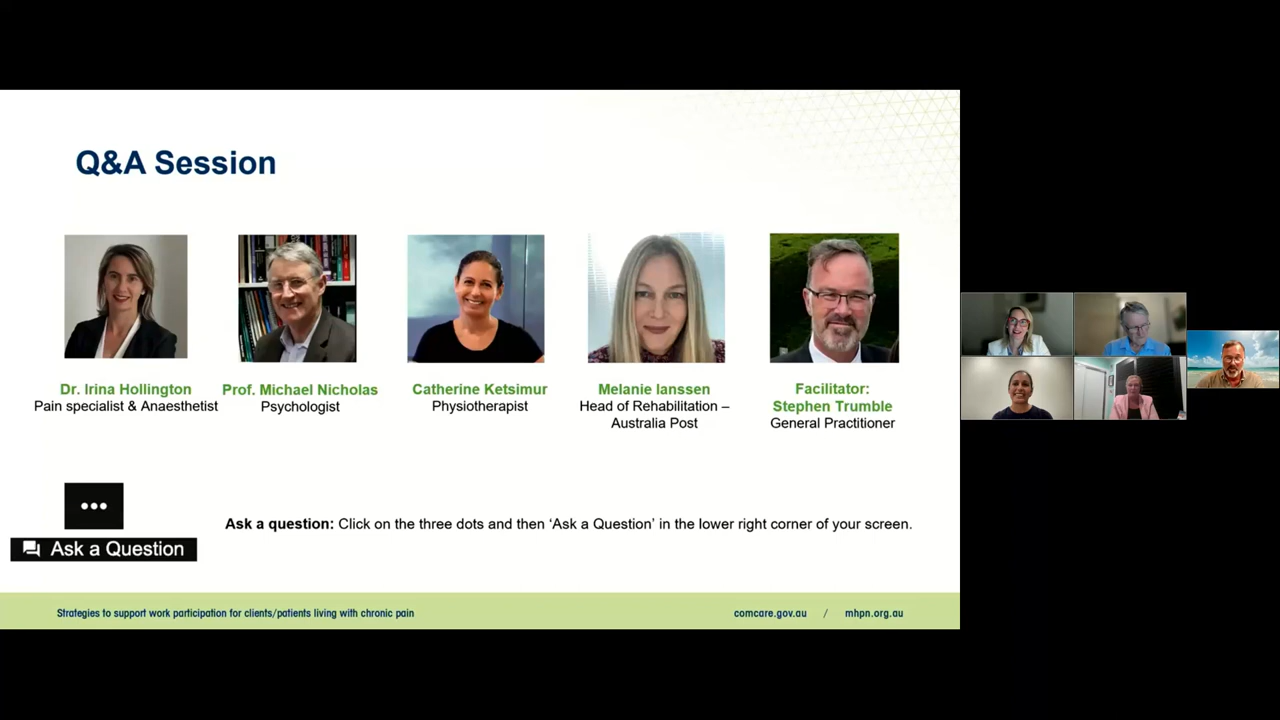 Q&A Session
Dr. Irina Hollington
Pain specialist & Anaesthetist
Prof. Michael Nicholas
Psychologist
Catherine Ketsimur
Physiotherapist
Melanie Ianssen
Head of Rehabilitation –
Australia Post
Facilitator:
Stephen Trumble
General Practitioner
Ask a question: Click on the three dots and then ‘Ask a Question’ in the lower right corner of your screen.
Ask a Question
Strategies to support work participation for clients/patients living with chronic pain
comcare.gov.au / mhpn.org.au